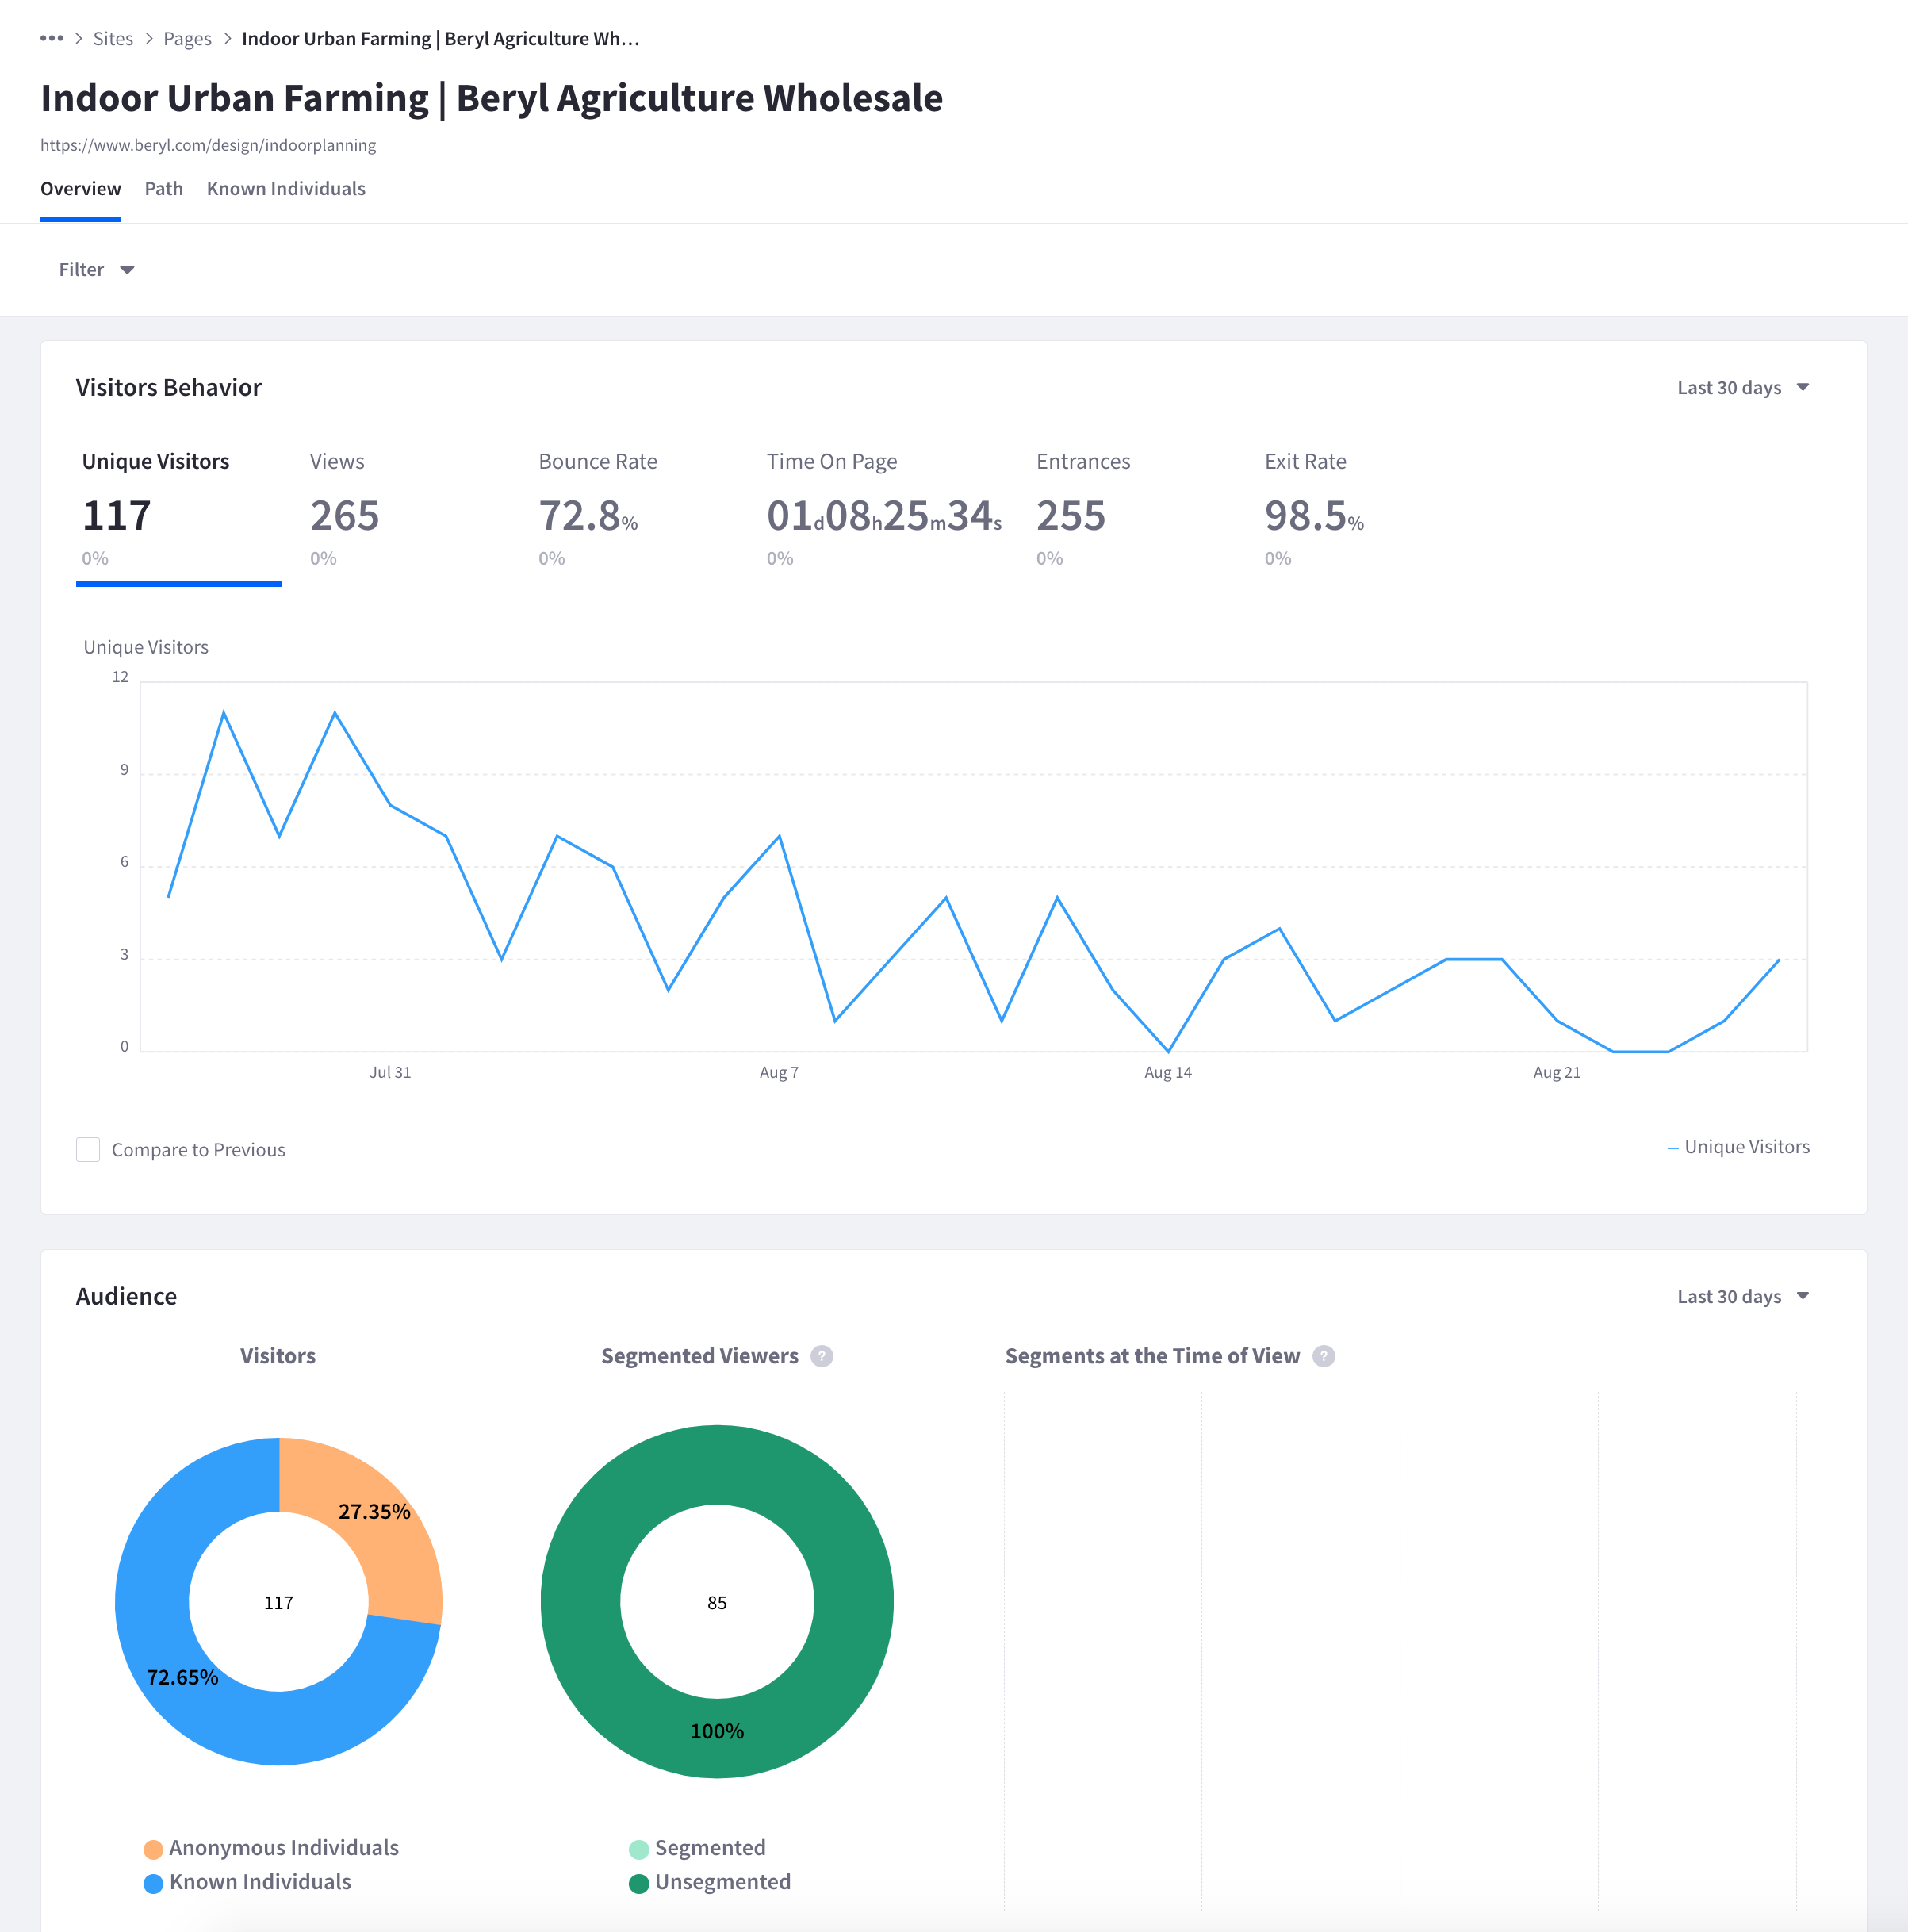 ••• > Sites > Pages > Indoor Urban Farming | Beryl Agriculture Wh...
Indoor Urban Farming | Beryl Agriculture Wholesale
https://www.beryl.com/design/indoorplanning
Overview Path Known Individuals
Filter
Visitors Behavior Last 30 days
Unique Visitors Views Bounce Rate Time On Page Entrances Exit Rate
117 265 72.8% 01d08h25m34s 255 98.5%
0% 0% 0% 0% 0% 0%
Unique Visitors
12
9
6
3
0
Jul 31 Aug 7 Aug 14 Aug 21
Compare to Previous Unique Visitors
Audience Last 30 days
Visitors Segmented Viewers ? Segments at the Time of View ?
27.35%
117 85
72.65%
100%
Anonymous Individuals Segmented
Known Individuals Unsegmented